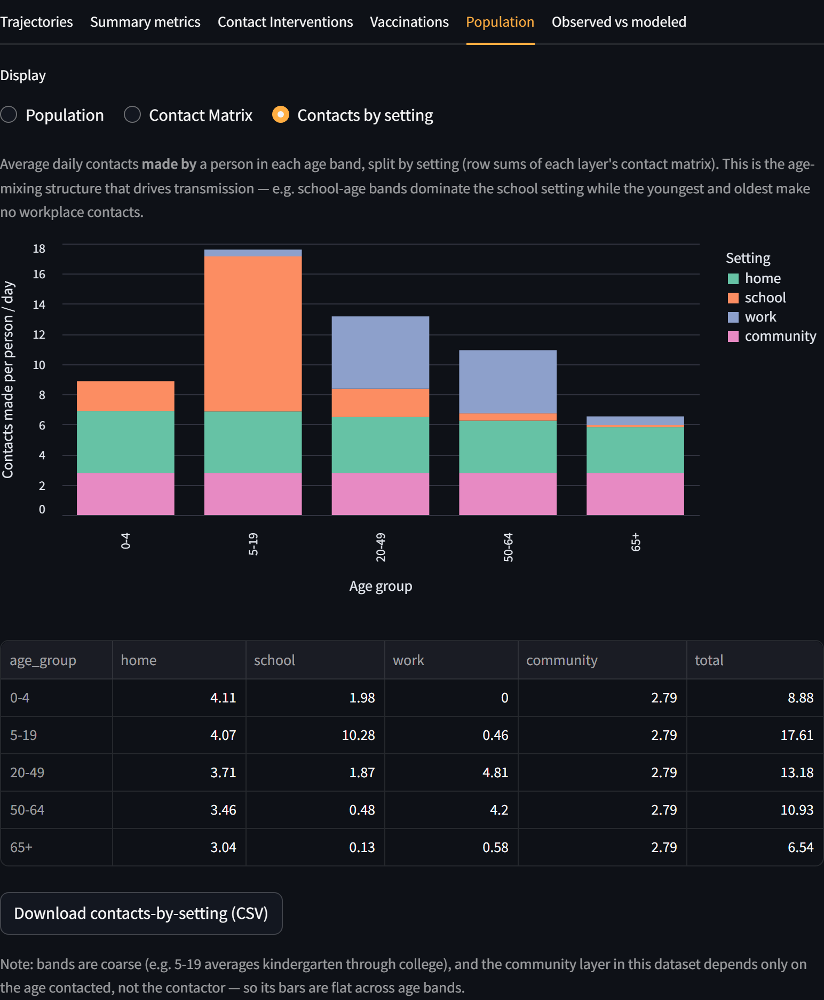 Trajectories Summary metrics Contact Interventions Vaccinations Population Observed vs modeled
Display
Population Contact Matrix Contacts by setting
Average daily contacts made by a person in each age band, split by setting (row sums of each layer's contact matrix). This is the age-
mixing structure that drives transmission — e.g. school-age bands dominate the school setting while the youngest and oldest make
no workplace contacts.
Contacts made per person / day
18
16
14
12
10
8
6
4
2
0
Setting
home
school
work
community
0-4 5-19 20-49 50-64 65+
Age group
age_group home school work community total
0-4 4.11 1.98 0 2.79 8.88
5-19 4.07 10.28 0.46 2.79 17.61
20-49 3.71 1.87 4.81 2.79 13.18
50-64 3.46 0.48 4.2 2.79 10.93
65+ 3.04 0.13 0.58 2.79 6.54
Download contacts-by-setting (CSV)
Note: bands are coarse (e.g. 5-19 averages kindergarten through college), and the community layer in this dataset depends only on
the age contacted, not the contactor — so its bars are flat across age bands.